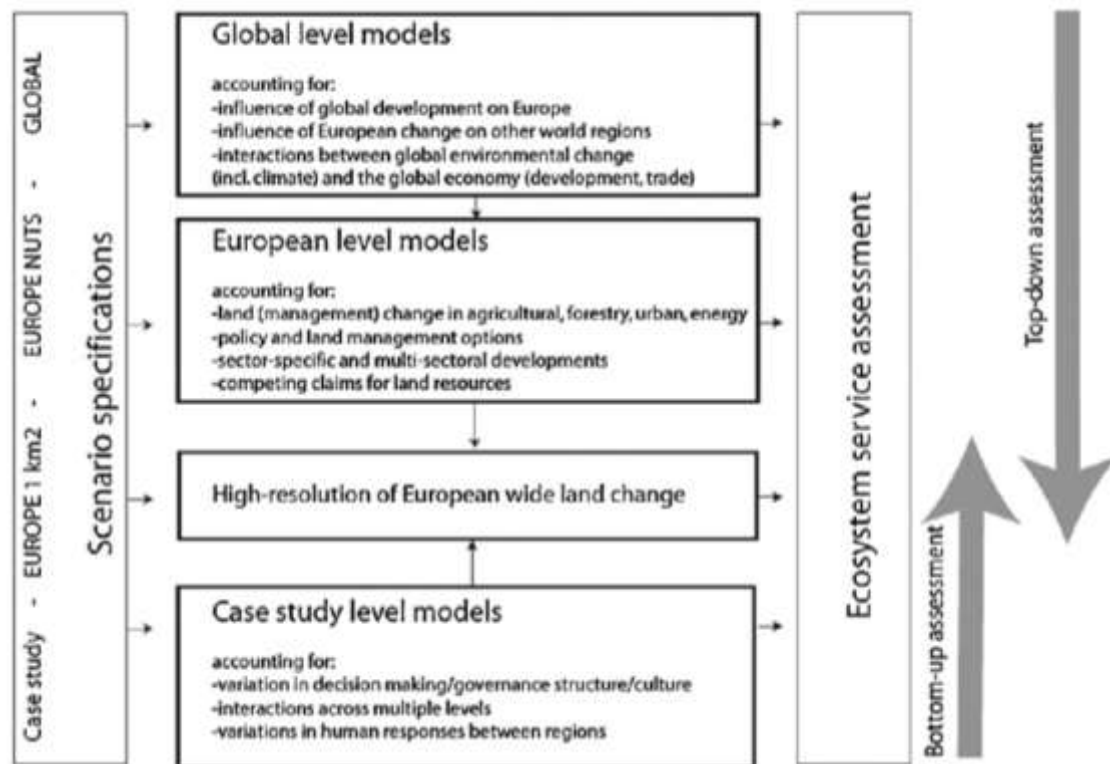 Case study - EUROPE 1 km2 - EUROPE NUTS - GLOBAL
Scenario specifications
Global level models
accounting for:
-influence of global development on Europe
-influence of European change on other world regions
-interactions between global environmental change
(incl. climate) and the global economy (development, trade)
European level models
accounting for:
-land (management) change in agricultural, forestry, urban, energy
-policy and land management options
-sector-specific and multi-sectoral developments
-competing claims for land resources
High-resolution of European wide land change
Case study level models
accounting for:
-variation in decision making/governance structure/culture
-interactions across multiple levels
-variations in human responses between regions
Ecosystem service assessment
Bottom-up assessment
Top-down assessment